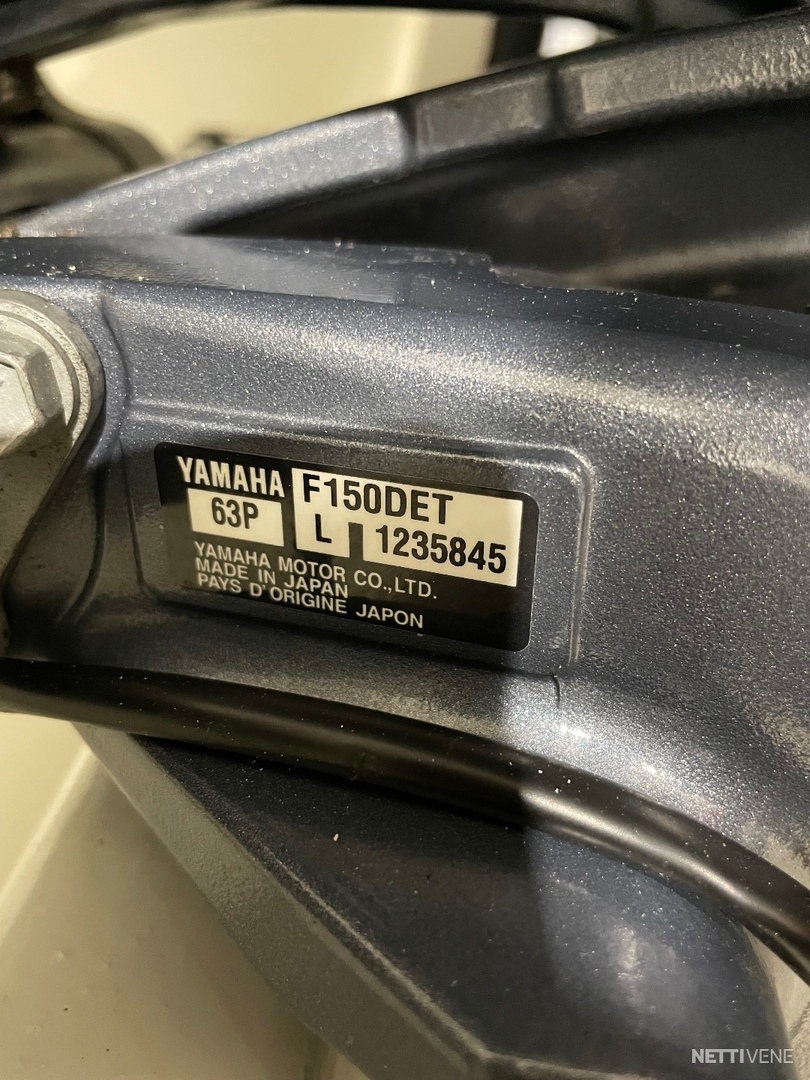 YAMAHA F150DET
63P L 1235845
YAMAHA MOTOR CO.,LTD.
MADE IN JAPAN
PAYS D'ORIGINE JAPON
NETTIVENE